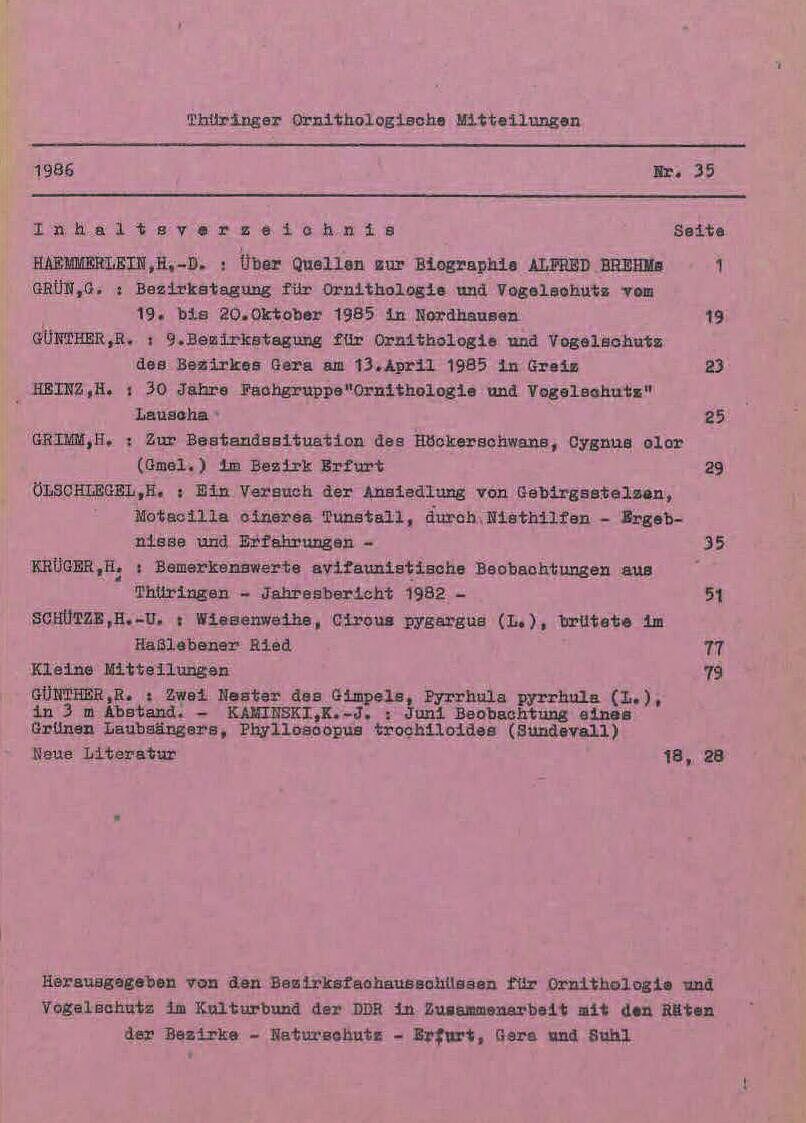 Thüringer Ornithologische Mitteilungen
1986 Nr. 35
Inhaltsverzeichnis Seite
HAEMMERLEIN,H.-D. : Über Quellen zur Biographie ALFRED BREHMs 1
GRÜN,G. : Bezirkstagung für Ornithologie und Vogelschutz vom
19. bis 20.Oktober 1985 in Nordhausen 19
GÜNTHER,R. : 9.Bezirkstagung für Ornithologie und Vogelschutz
des Bezirkes Gera am 13.April 1985 in Greiz 23
HEINZ,H. : 30 Jahre Fachgruppe"Ornithologie und Vogelschutz"
Lauscha 25
GRIMM,H. : Zur Bestandssituation des Höckerschwans, Cygnus olor
(Gmel.) im Bezirk Erfurt 29
ÖLSCHLEGEL,H. : Ein Versuch der Ansiedlung von Gebirgsstelzen,
Motacilla cinerea Tunstall, durch Nisthilfen - Ergeb-
nisse und Erfahrungen - 35
KRÜGER,H. : Bemerkenswerte avifaunistische Beobachtungen aus
Thüringen - Jahresbericht 1982 - 51
SCHÜTZE,H.-U. : Wiesenweihe, Circus pygargus (L.), brütete im
Haßlebener Ried 77
Kleine Mitteilungen 79
GÜNTHER,R. : Zwei Nester des Gimpels, Pyrrhula pyrrhula (L.),
in 3 m Abstand. - KAMINSKI,K.-J. : Juni Beobachtung eines
Grünen Laubsängers, Phylloscopus trochiloides (Sundevall)
Neue Literatur 18, 28
Herausgegeben von den Bezirksfachausschüssen für Ornithologie und
Vogelschutz im Kulturbund der DDR in Zusammenarbeit mit den Räten
der Bezirke - Naturschutz - Erfurt, Gera und Suhl